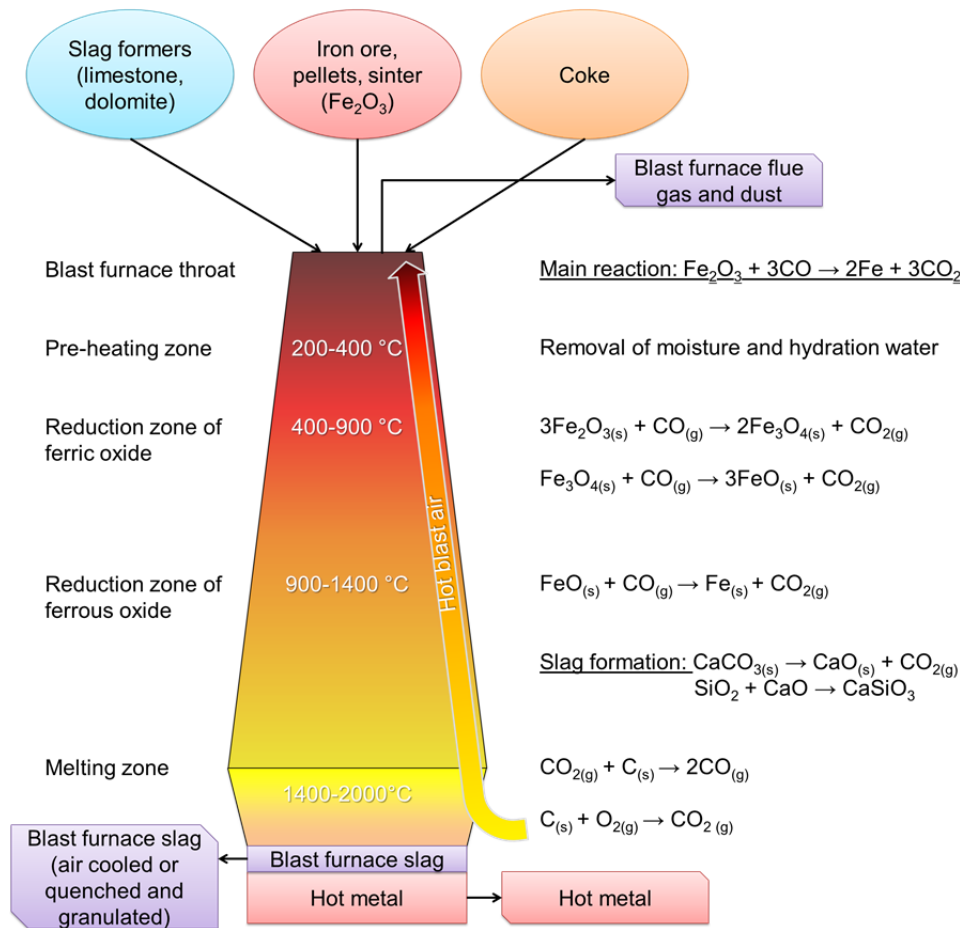 Slag formers
(limestone,
dolomite)
Iron ore,
pellets, sinter
(Fe₂O₃)
Coke
Blast furnace flue
gas and dust
Blast furnace throat
Main reaction: Fe₂O₃ + 3CO → 2Fe + 3CO₂
Pre-heating zone
200-400 °C
Removal of moisture and hydration water
Reduction zone of
ferric oxide
400-900 °C
3Fe₂O₃(s) + CO(g) → 2Fe₃O₄(s) + CO₂(g)
Fe₃O₄(s) + CO(g) → 3FeO(s) + CO₂(g)
Hot blast air
Reduction zone of
ferrous oxide
900-1400 °C
FeO(s) + CO(g) → Fe(s) + CO₂(g)
Slag formation: CaCO₃(s) → CaO(s) + CO₂(g)
SiO₂ + CaO → CaSiO₃
Melting zone
1400-2000°C
CO₂(g) + C(s) → 2CO(g)
C(s) + O₂(g) → CO₂ (g)
Blast furnace slag
(air cooled or
quenched and
granulated)
Blast furnace slag
Hot metal
Hot metal